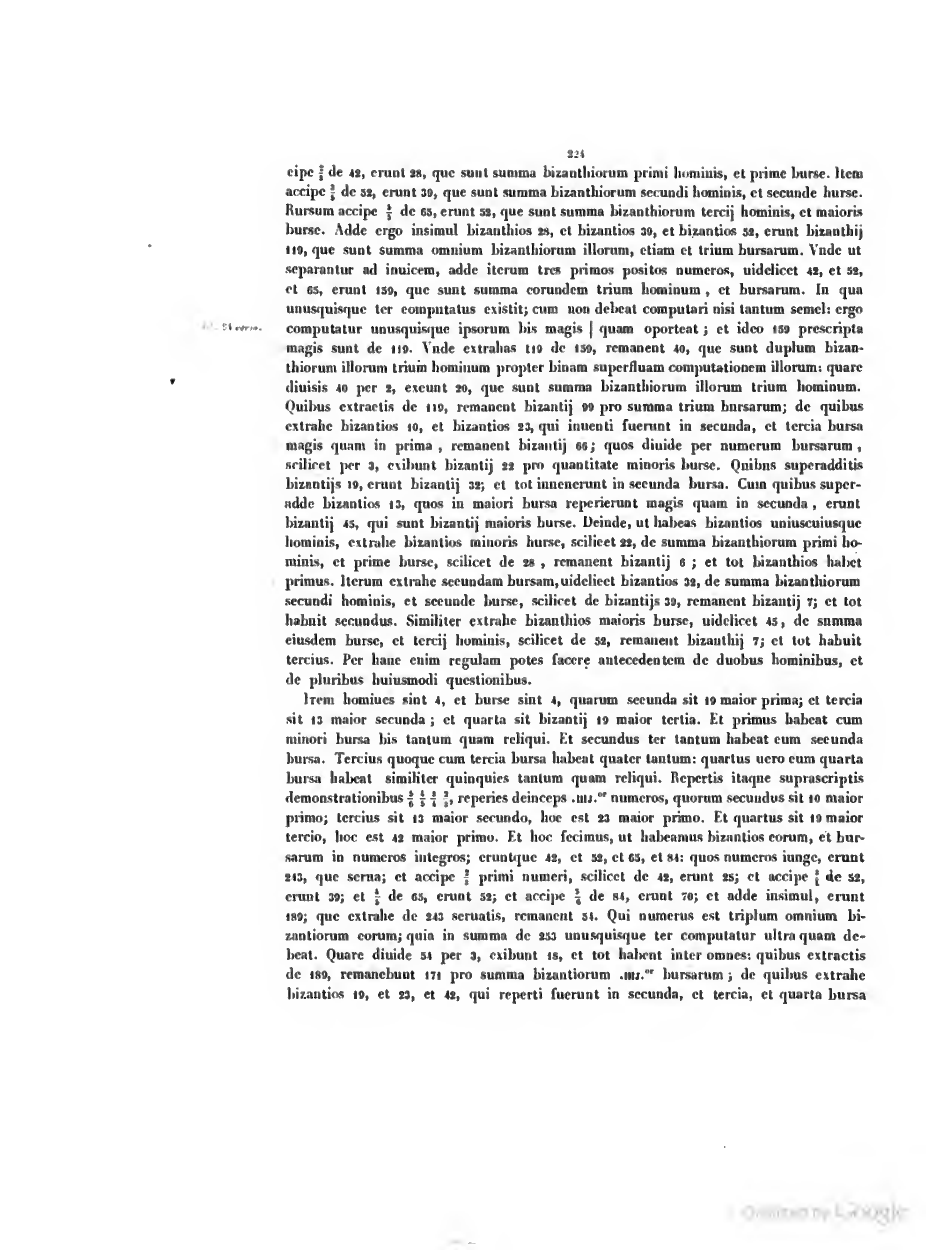 224
cipe 2/3 de 42, erunt 28, que sunt summa bizanthiorum primi hominis, et prime burse. Item
accipe 3/4 de 52, erunt 39, que sunt summa bizanthiorum secundi hominis, et secunde burse.
Rursum accipe 4/5 de 65, erunt 52, que sunt summa bizanthiorum tercij hominis, et maioris
burse. Adde ergo insimul bizanthios 28, et bizantios 39, et bizantios 52, erunt bizanthij
119, que sunt summa omnium bizanthiorum illorum, etiam et trium bursarum. Vnde ut
separantur ad inuicem, adde iterum tres primos positos numeros, uidelicet 42, et 52,
et 65, erunt 159, que sunt summa eorundem trium hominum , et bursarum. In qua
unusquisque ter computatus existit; cum non debeat computari nisi tantum semel: ergo
computatur unusquisque ipsorum bis magis | quam oporteat ; et ideo 159 prescripta
magis sunt de 119. Vnde extrahas 119 de 159, remanent 40, que sunt duplum bizan-
thiorum illorum trium hominum propter binam superfluam computationem illorum: quare
diuisis 40 per 2, exeunt 20, que sunt summa bizanthiorum illorum trium hominum.
Quibus extractis de 119, remanent bizantij 99 pro summa trium bursarum; de quibus
extrahe bizantios 10, et bizantios 23, qui inuenti fuerunt in secunda, et tercia bursa
magis quam in prima , remanent bizantij 66; quos diuide per numerum bursarum ,
scilicet per 3, exibunt bizantij 22 pro quantitate minoris burse. Quibus superadditis
bizantijs 19, erunt bizantij 32; et tot inuenerunt in secunda bursa. Cum quibus super-
adde bizantios 13, quos in maiori bursa reperierunt magis quam in secunda , erunt
bizantij 45, qui sunt bizantij maioris burse. Deinde, ut habeas bizantios uniuscuiusque
hominis, extrahe bizantios minoris burse, scilicet 22, de summa bizanthiorum primi ho-
minis, et prime burse, scilicet de 28 , remanent bizantij 6 ; et tot bizanthios habet
primus. Iterum extrahe secundam bursam, uidelicet bizantios 32, de summa bizanthiorum
secundi hominis, et secunde burse, scilicet de bizantijs 39, remanent bizantij 7; et tot
habuit secundus. Similiter extrahe bizanthios maioris burse, uidelicet 45, de summa
eiusdem burse, et tercij hominis, scilicet de 52, remanent bizanthij 7; et tot habuit
tercius. Per hanc enim regulam potes facere antecedentem de duobus hominibus, et
de pluribus huiusmodi questionibus.
Item homines sint 4, et burse sint 4, quarum secunda sit 19 maior prima; et tercia
sit 13 maior secunda ; et quarta sit bizantij 19 maior tertia. Et primus habeat cum
minori bursa bis tantum quam reliqui. Et secundus ter tantum habeat cum secunda
bursa. Tercius quoque cum tercia bursa habeat quater tantum: quartus uero cum quarta
bursa habeat similiter quinquies tantum quam reliqui. Repertis itaque suprascriptis
demonstrationibus 5/6 4/5 3/4 2/3, reperies deinceps .IIIJ.or numeros, quorum secundus sit 10 maior
primo; tercius sit 13 maior secundo, hoc est 23 maior primo. Et quartus sit 19 maior
tercio, hoc est 42 maior primo. Et hoc fecimus, ut habeamus bizantios eorum, et bur-
sarum in numeros integros; eruntque 42, et 52, et 65, et 84: quos numeros iunge, erunt
243, que serua; et accipe 2/3 primi numeri, scilicet de 42, erunt 28; et accipe 3/4 de 52,
erunt 39; et 4/5 de 65, erunt 52; et accipe 5/6 de 84, erunt 70; et adde insimul, erunt
189; que extrahe de 243 seruatis, remanent 54. Qui numerus est triplum omnium bi-
zantiorum eorum; quia in summa de 253 unusquisque ter computatur ultra quam de-
beat. Quare diuide 54 per 3, exibunt 18, et tot habent inter omnes: quibus extractis
de 189, remanebunt 171 pro summa bizantiorum .IIIJ.or bursarum ; de quibus extrahe
bizantios 19, et 23, et 42, qui reperti fuerunt in secunda, et tercia, et quarta bursa
Google